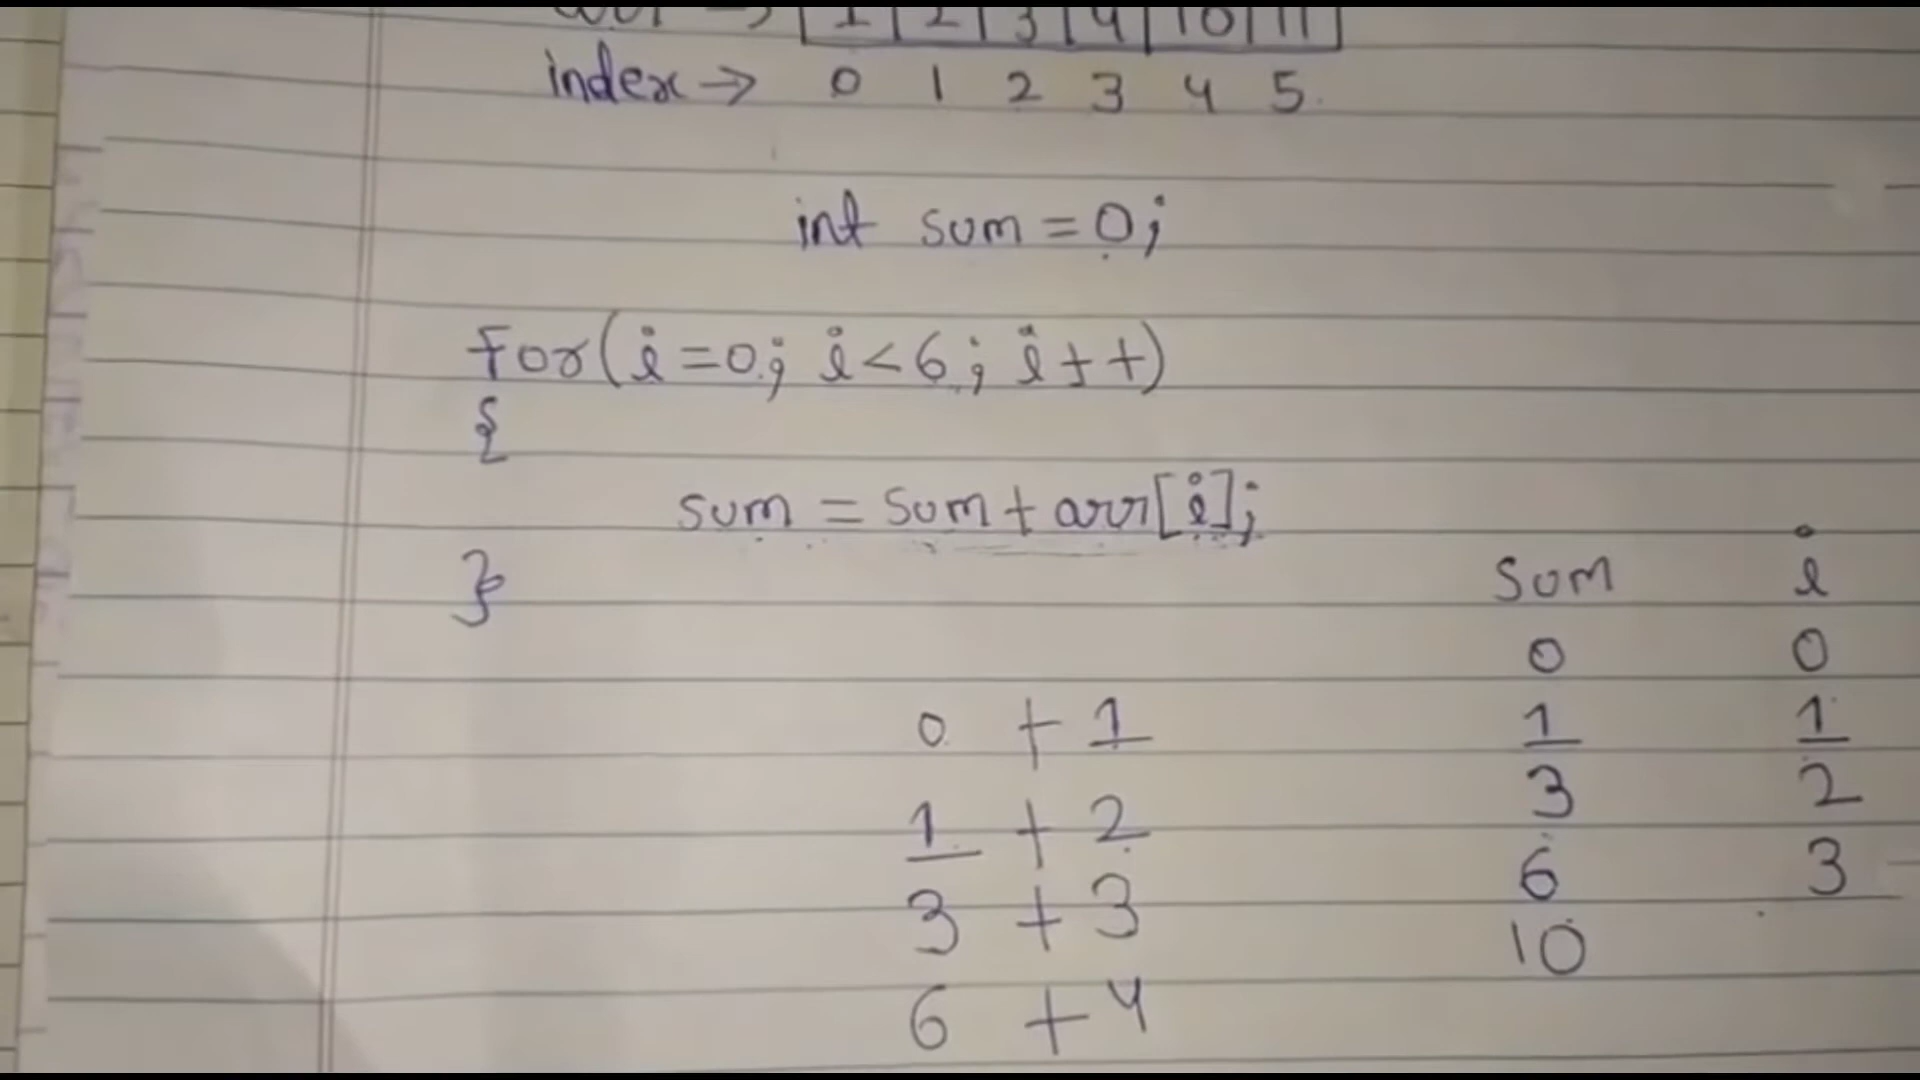 arr → 1 2 3 4 10 11
index → 0 1 2 3 4 5
int sum = 0;
For(i=0; i<6; i++)
{
sum = sum + arr[i];
}
sum i
0 0
0 + 1 1 1
1 + 2 3 2
3 + 3 6 3
10
6 + 4